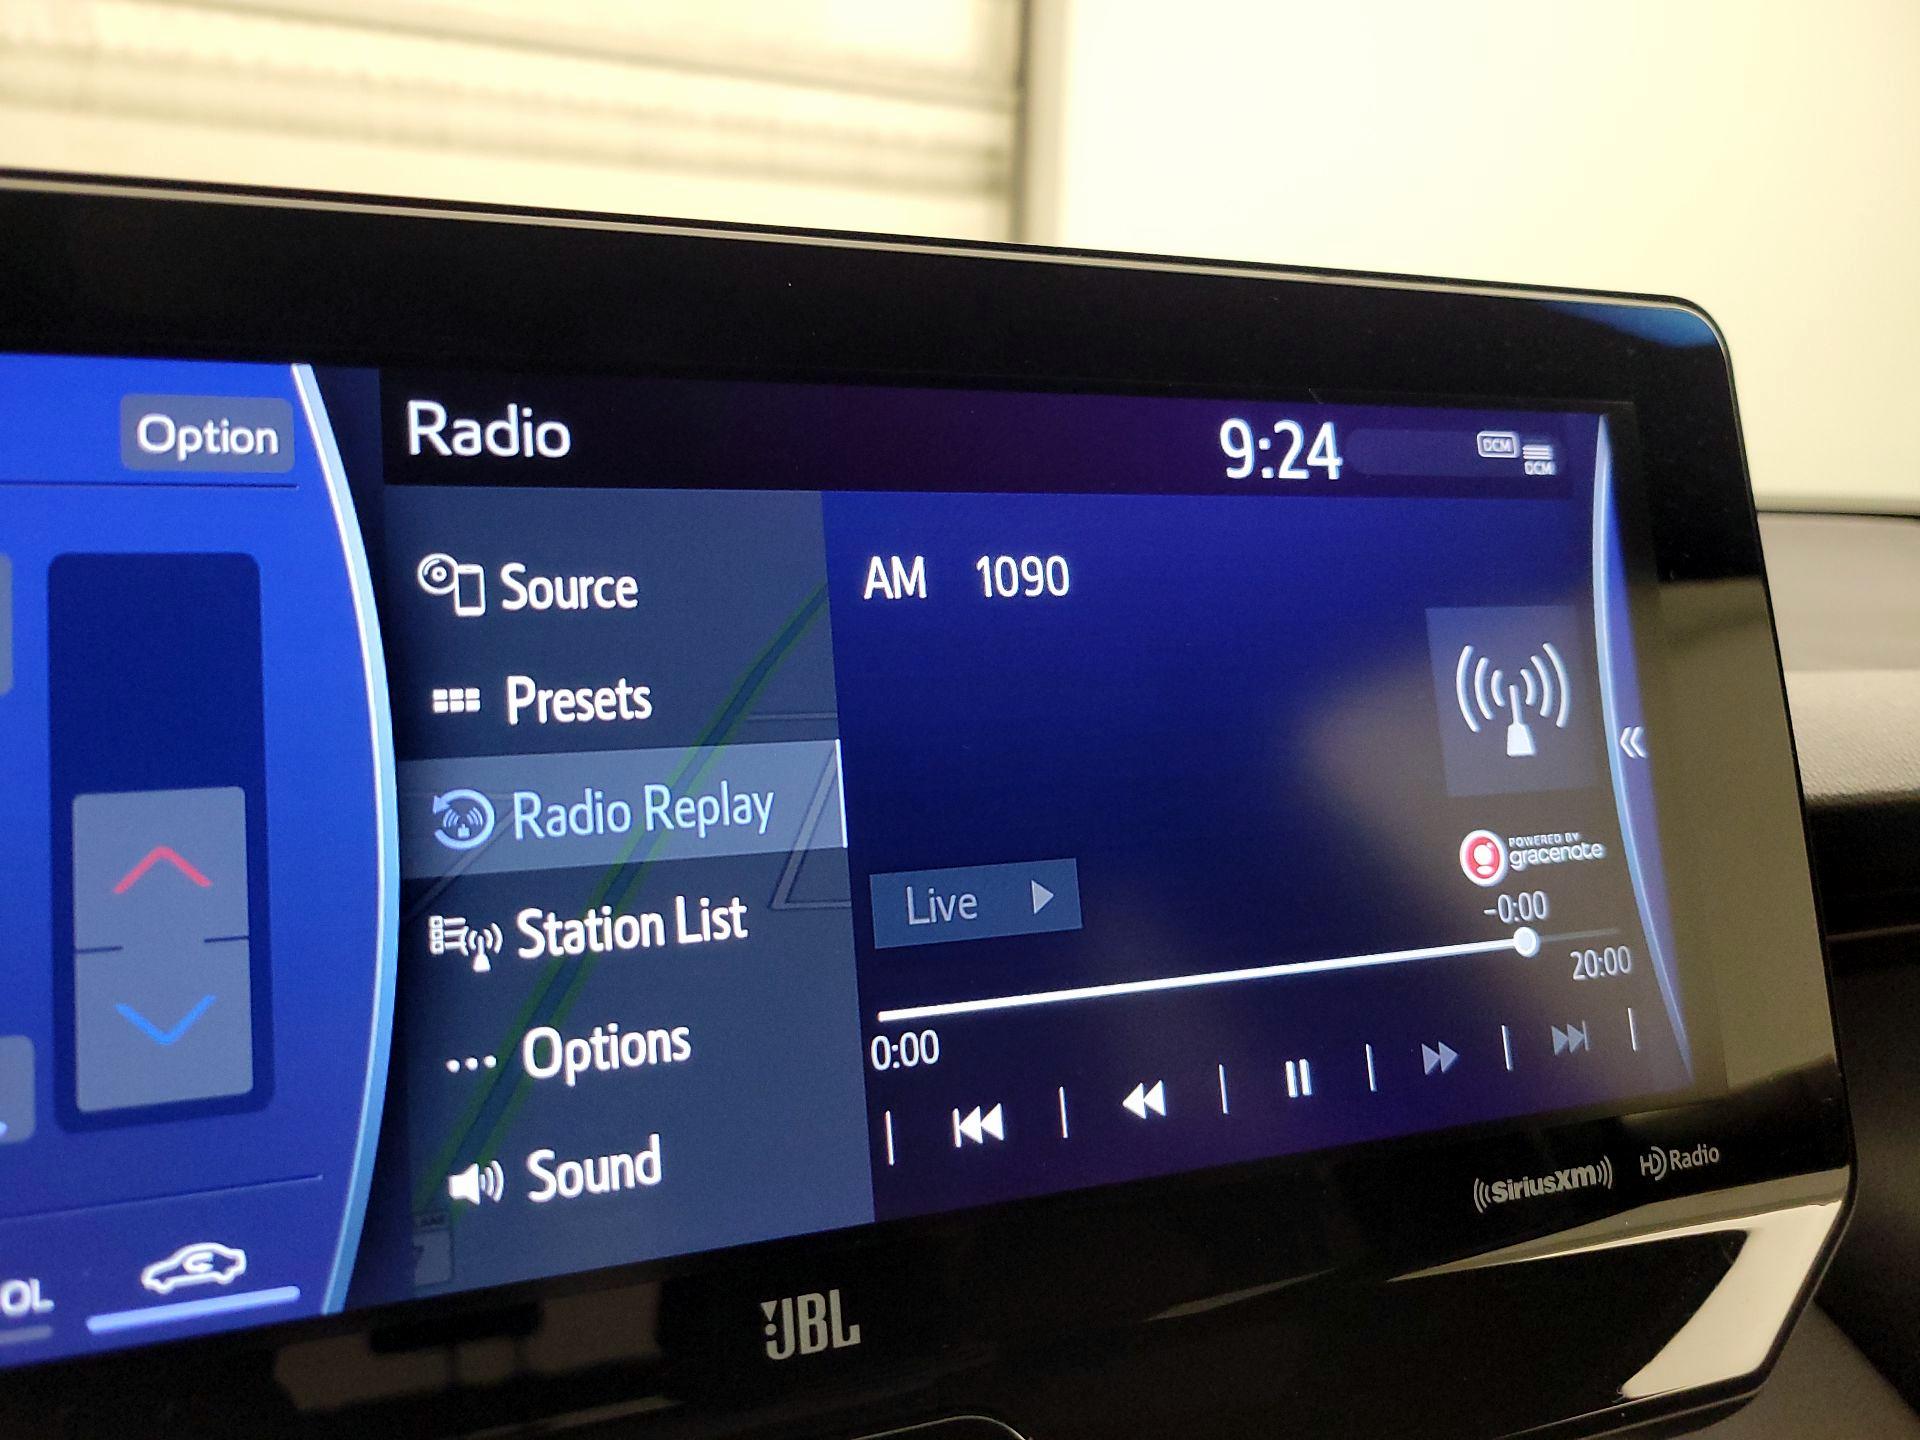 Option
Radio
9:24
DCM
DCM
Source
Presets
Radio Replay
Station List
Options
Sound
AM 1090
POWERED BY
gracenote
Live
-0:00
20:00
0:00
OL
SiriusXM
HD Radio
JBL